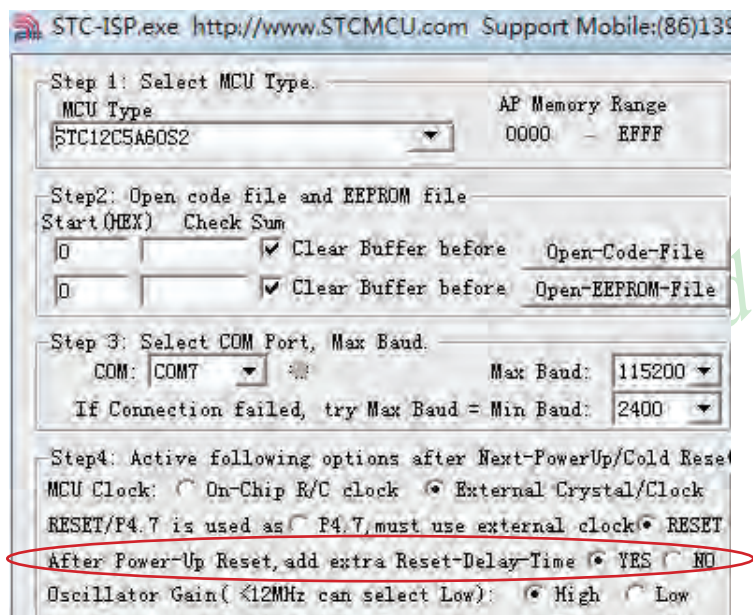 STC-ISP.exe http://www.STCMCU.com Support Mobile:(86)139
Step 1: Select MCU Type.
MCU Type AP Memory Range
STC12C5A60S2 0000 - EFFF
Step2: Open code file and EEPROM file
Start(HEX) Check Sum
0 Clear Buffer before Open-Code-File
0 Clear Buffer before Open-EEPROM-File
Step 3: Select COM Port, Max Baud.
COM: COM7 Max Baud: 115200
If Connection failed, try Max Baud = Min Baud: 2400
Step4: Active following options after Next-PowerUp/Cold Rese
MCU Clock: On-Chip R/C clock External Crystal/Clock
RESET/P4.7 is used as P4.7,must use external clock RESET
After Power-Up Reset,add extra Reset-Delay-Time YES NO
Oscillator Gain( <12MHz can select Low): High Low